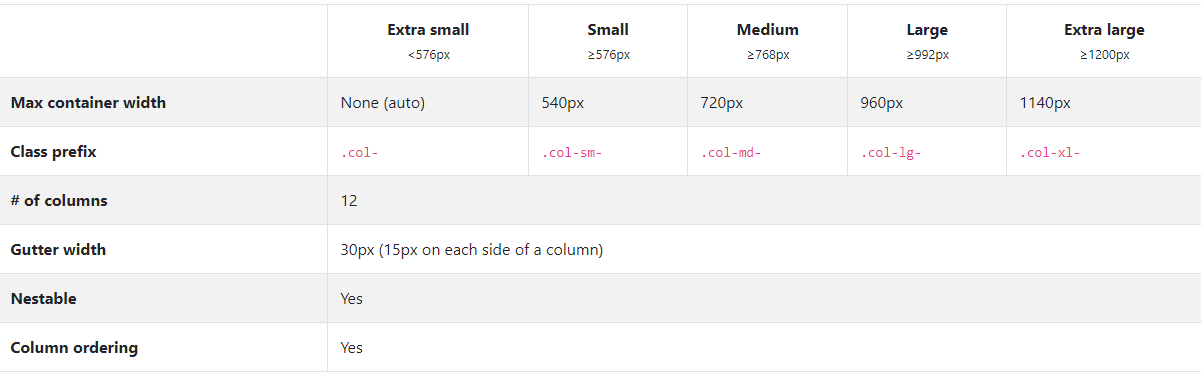 Extra small Small Medium Large Extra large
<576px ≥576px ≥768px ≥992px ≥1200px
Max container width None (auto) 540px 720px 960px 1140px
Class prefix .col- .col-sm- .col-md- .col-lg- .col-xl-
# of columns 12
Gutter width 30px (15px on each side of a column)
Nestable Yes
Column ordering Yes